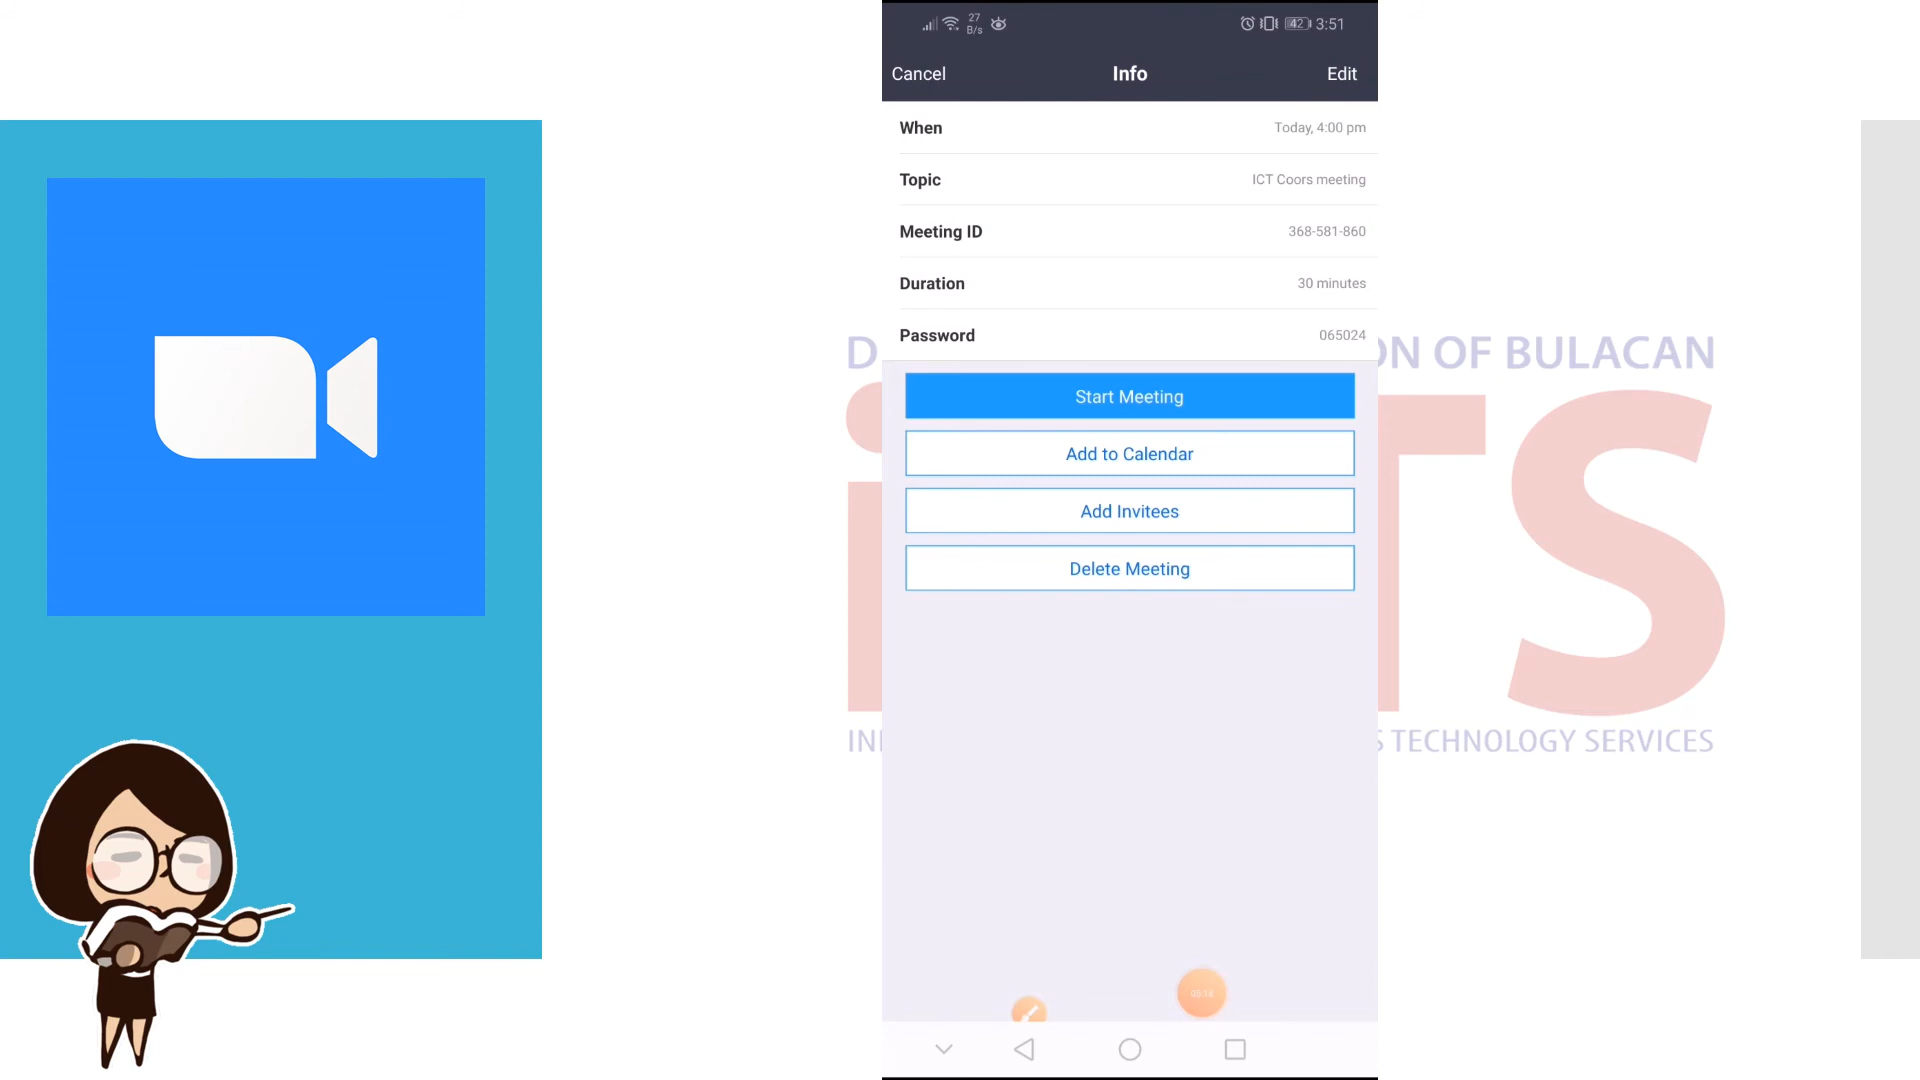 27
B/s
42 3:51
Cancel Info Edit
When Today, 4:00 pm
Topic ICT Coors meeting
Meeting ID 368-581-860
Duration 30 minutes
Password 065024
D ON OF BULACAN
Start Meeting
Add to Calendar
Add Invitees
Delete Meeting
i TS
IN S TECHNOLOGY SERVICES